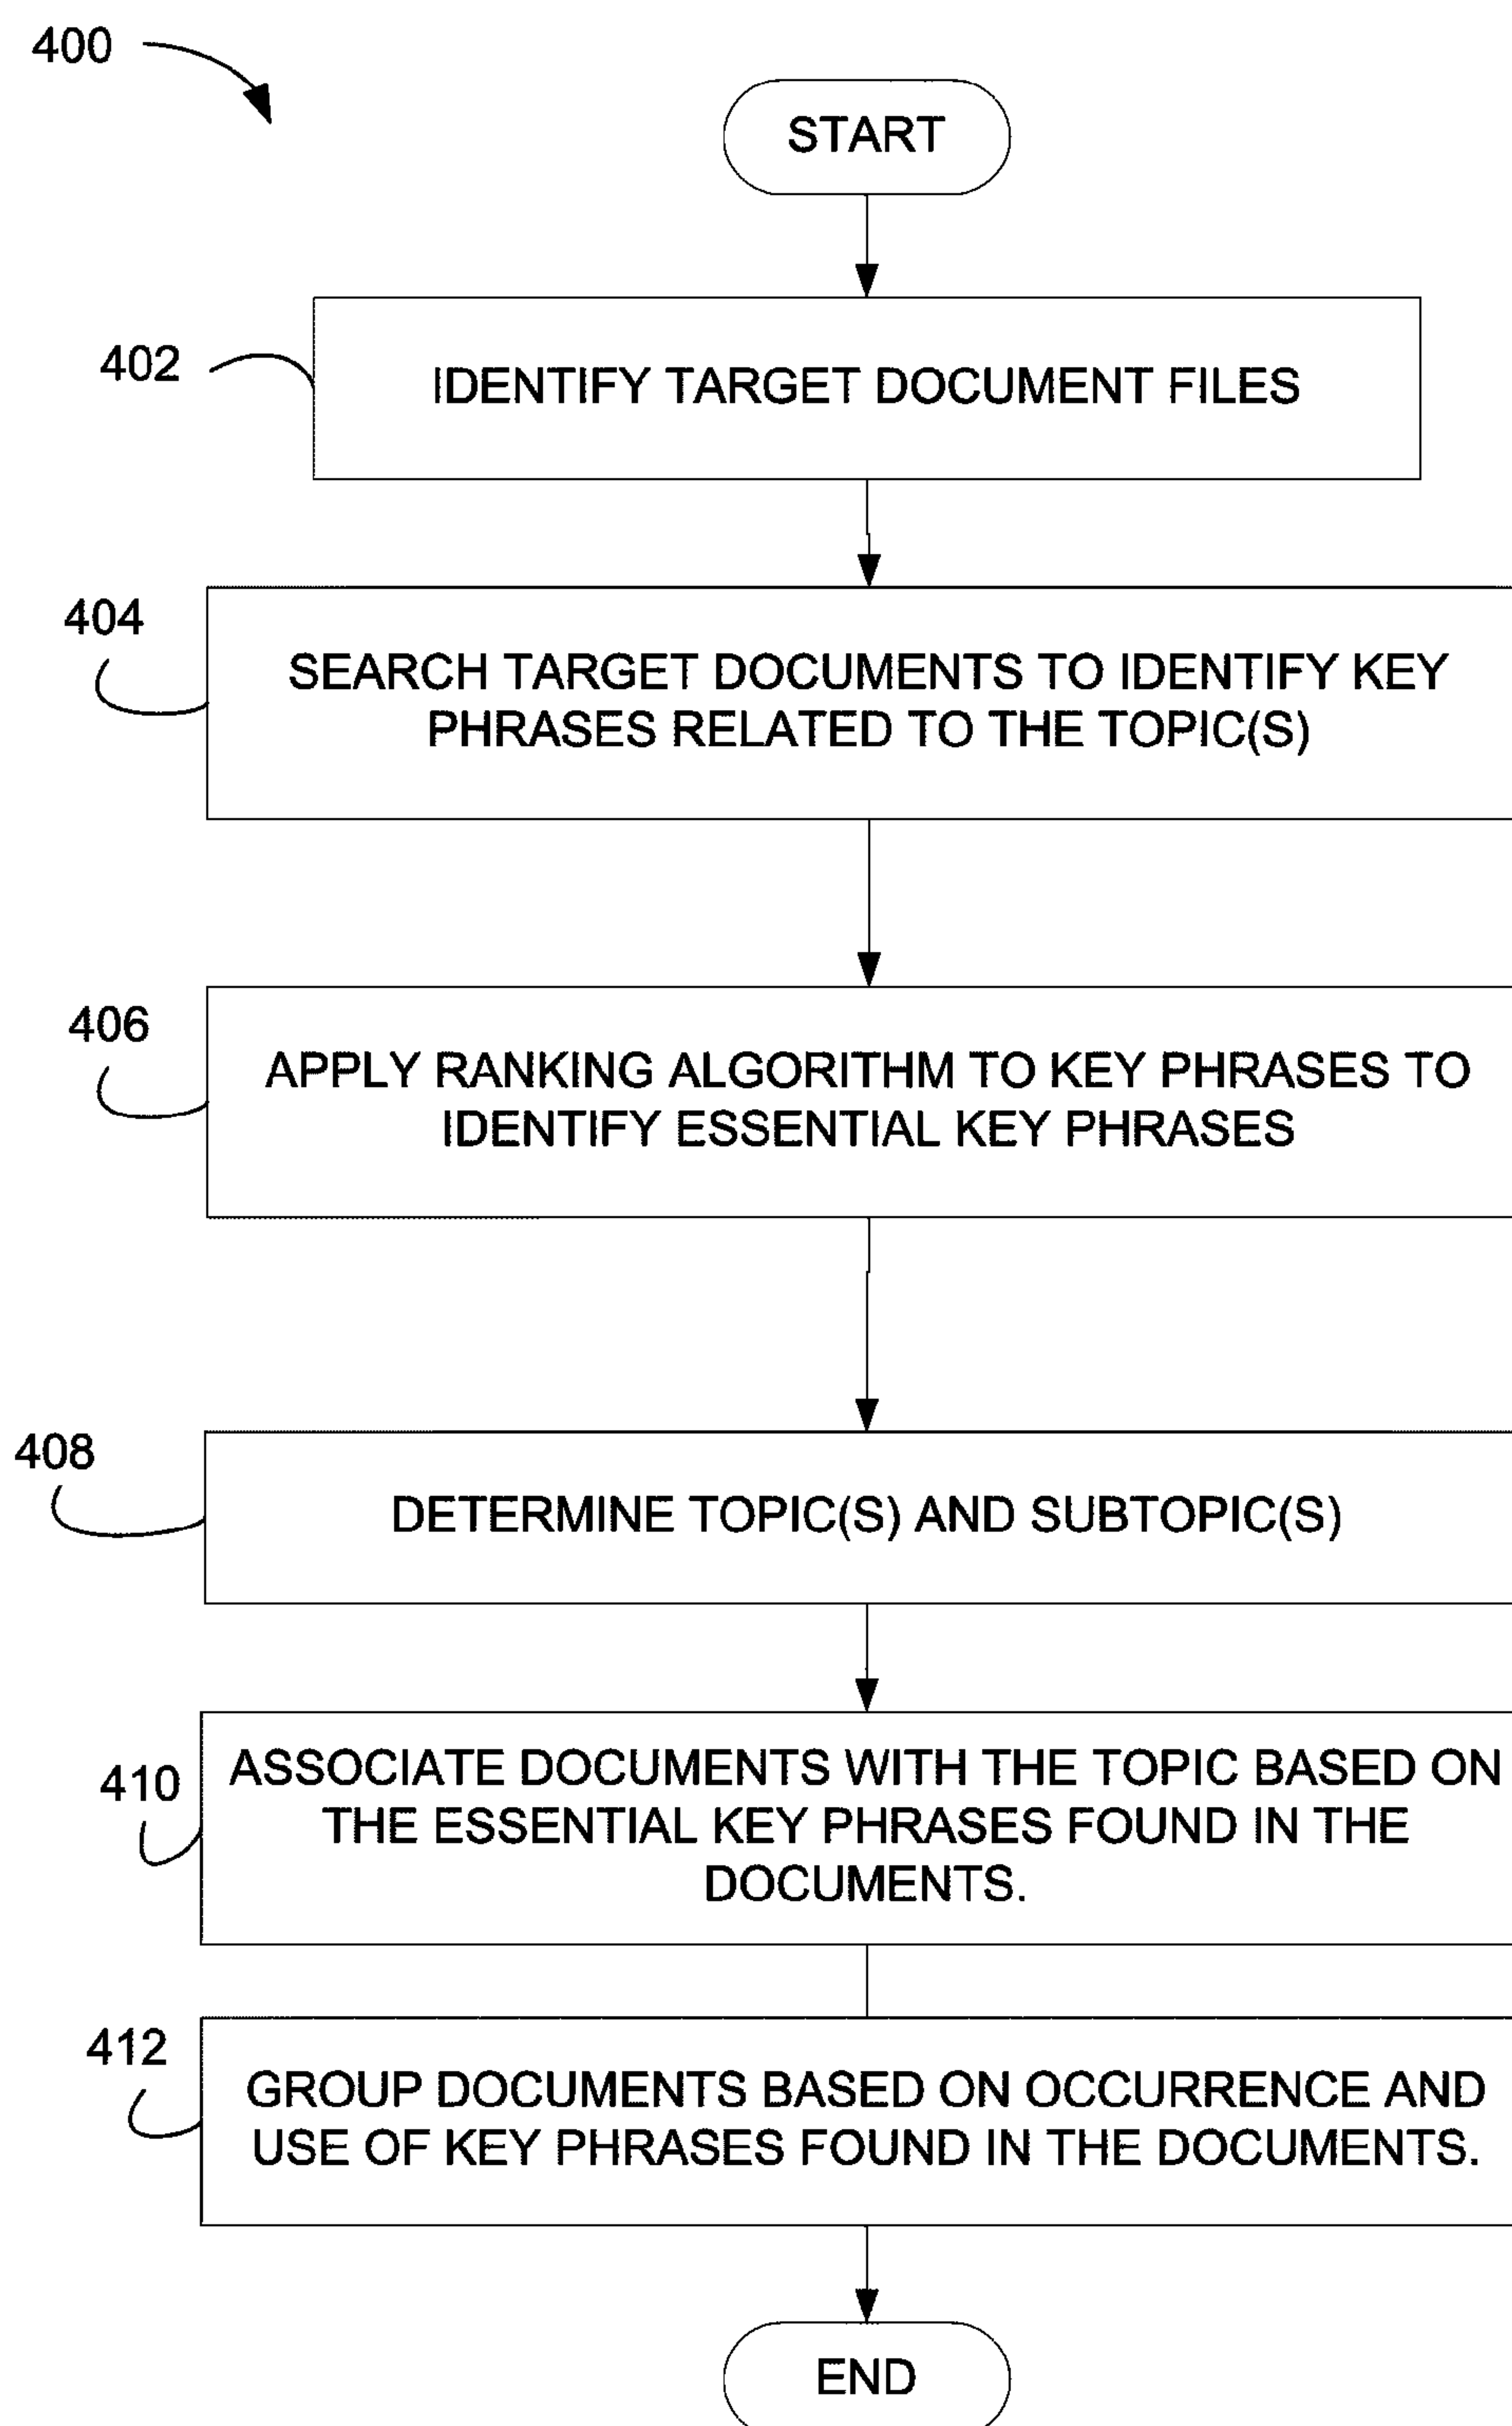 400
START
402
IDENTIFY TARGET DOCUMENT FILES
404
SEARCH TARGET DOCUMENTS TO IDENTIFY KEY
PHRASES RELATED TO THE TOPIC(S)
406
APPLY RANKING ALGORITHM TO KEY PHRASES TO
IDENTIFY ESSENTIAL KEY PHRASES
408
DETERMINE TOPIC(S) AND SUBTOPIC(S)
410
ASSOCIATE DOCUMENTS WITH THE TOPIC BASED ON
THE ESSENTIAL KEY PHRASES FOUND IN THE
DOCUMENTS.
412
GROUP DOCUMENTS BASED ON OCCURRENCE AND
USE OF KEY PHRASES FOUND IN THE DOCUMENTS.
END